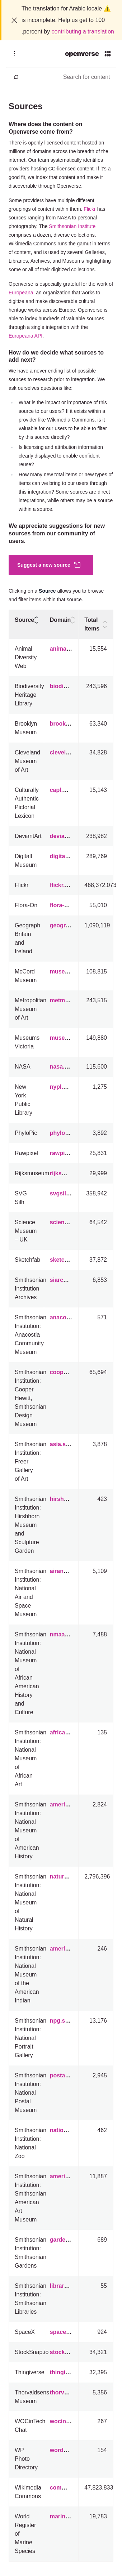 The translation for Arabic locale
is incomplete. Help us get to 100
percent by contributing a translation.
openverse
Search for content
Sources
Where does the content on
Openverse come from?
There is openly licensed content hosted on
millions of domains across the breadth of the
internet. Our team systematically identifies
providers hosting CC-licensed content. If it's a
good fit, we index that content and make it
discoverable through Openverse.
Some providers have multiple different
groupings of content within them. Flickr has
sources ranging from NASA to personal
photography. The Smithsonian Institute
comprises a dozen, diverse collections.
Wikimedia Commons runs the gamut in terms
of content, and is used by several Galleries,
Libraries, Archives, and Museums highlighting
some or all of their digitized collections.
Openverse is especially grateful for the work of
Europeana, an organization that works to
digitize and make discoverable cultural
heritage works across Europe. Openverse is
able to index hundreds of valuable sources,
through a single integration with the
Europeana API.
How do we decide what sources to
add next?
We have a never ending list of possible
sources to research prior to integration. We
ask ourselves questions like:
What is the impact or importance of this
source to our users? If it exists within a
provider like Wikimedia Commons, is it
valuable for our users to be able to filter
by this source directly?
Is licensing and attribution information
clearly displayed to enable confident
reuse?
How many new total items or new types of
items can we bring to our users through
this integration? Some sources are direct
integrations, while others may be a source
within a source.
We appreciate suggestions for new
sources from our community of
users.
Suggest a new source
Clicking on a Source allows you to browse
and filter items within that source.
Source Domain Total
items
Animal
Diversity
Web
anima... 15,554
Biodiversity
Heritage
Library
biodi... 243,596
Brooklyn
Museum
brook... 63,340
Cleveland
Museum
of Art
clevel... 34,828
Culturally
Authentic
Pictorial
Lexicon
capl.... 15,143
DeviantArt devia... 238,982
Digitalt
Museum
digita... 289,769
Flickr flickr.... 468,372,073
Flora-On flora-... 55,010
Geograph
Britain
and
Ireland
geogr... 1,090,119
McCord
Museum
muse... 108,815
Metropolitan
Museum
of Art
metm... 243,515
Museums
Victoria
muse... 149,880
NASA nasa.... 115,600
New
York
Public
Library
nypl.... 1,275
PhyloPic phylo... 3,892
Rawpixel rawpi... 25,831
Rijksmuseum rijks... 29,999
SVG
Silh
svgsil... 358,942
Science
Museum
– UK
scien... 64,542
Sketchfab sketc... 37,872
Smithsonian
Institution
Archives
siarc... 6,853
Smithsonian
Institution:
Anacostia
Community
Museum
anaco... 571
Smithsonian
Institution:
Cooper
Hewitt,
Smithsonian
Design
Museum
coop... 65,694
Smithsonian
Institution:
Freer
Gallery
of Art
asia.s... 3,878
Smithsonian
Institution:
Hirshhorn
Museum
and
Sculpture
Garden
hirsh... 423
Smithsonian
Institution:
National
Air and
Space
Museum
airan... 5,109
Smithsonian
Institution:
National
Museum
of
African
American
History
and
Culture
nmaa... 7,488
Smithsonian
Institution:
National
Museum
of
African
Art
africa... 135
Smithsonian
Institution:
National
Museum
of
American
History
ameri... 2,824
Smithsonian
Institution:
National
Museum
of
Natural
History
natur... 2,796,396
Smithsonian
Institution:
National
Museum
of the
American
Indian
ameri... 246
Smithsonian
Institution:
National
Portrait
Gallery
npg.s... 13,176
Smithsonian
Institution:
National
Postal
Museum
posta... 2,945
Smithsonian
Institution:
National
Zoo
natio... 462
Smithsonian
Institution:
Smithsonian
American
Art
Museum
ameri... 11,887
Smithsonian
Institution:
Smithsonian
Gardens
garde... 689
Smithsonian
Institution:
Smithsonian
Libraries
librar... 55
SpaceX space... 924
StockSnap.io stock... 34,321
Thingiverse thingi... 32,395
Thorvaldsens
Museum
thorv... 5,356
WOCinTech
Chat
wocin... 267
WP
Photo
Directory
word... 154
Wikimedia
Commons
com... 47,823,833
World
Register
of
Marine
Species
marin... 19,783